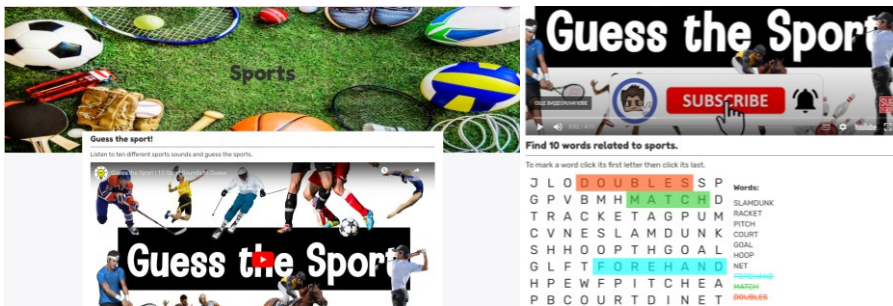 Sports
Guess the sport!
Listen to ten different sports sounds and guess the sports.
Guess the Sport | 10 Sport Sounds to Guess
Guess the Sport
Guess the Sport
SUBSCRIBE
YouTube
Find 10 words related to sports.
To mark a word click its first letter then click its last.
J L O D O U B L E S S P
G P V B M H M A T C H D
T R A C K E T A G P U M
C V N E S L A M D U N K
S H H O O P T H G O A L
G L F T F O R E H A N D
H P E W F P I T C H E A
P B C O U R T D I N E T
Words:
SLAMDUNK
RACKET
PITCH
COURT
GOAL
HOOP
NET
FOREHAND
MATCH
DOUBLES